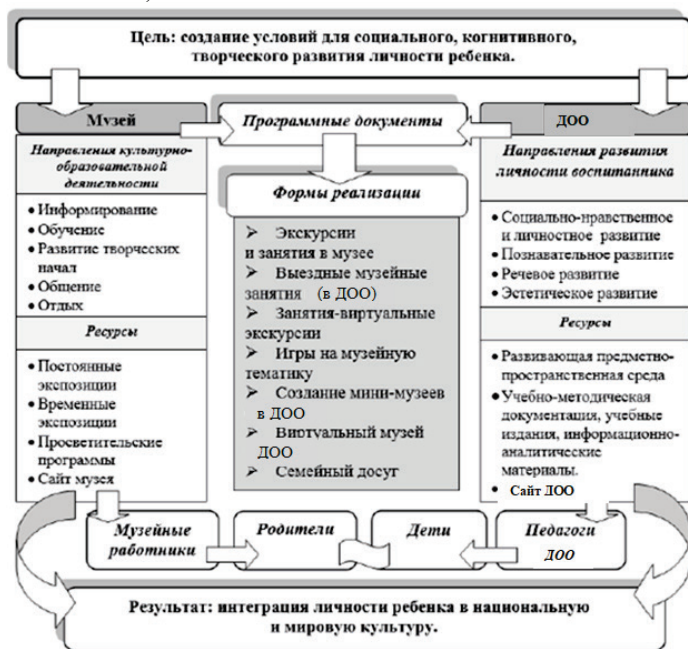 Цель: создание условий для социального, когнитивного,
творческого развития личности ребенка.
Музей
Направления культурно-
образовательной
деятельности
• Информирование
• Обучение
• Развитие творческих
начал
• Общение
• Отдых
Ресурсы
• Постоянные
экспозиции
• Временные
экспозиции
• Просветительские
программы
• Сайт музея
Программные документы
Формы реализации
➢ Экскурсии
и занятия в музее
➢ Выездные музейные
занятия (в ДОО)
➢ Занятия-виртуальные
экскурсии
➢ Игры на музейную
тематику
➢ Создание мини-музеев
в ДОО
➢ Виртуальный музей
ДОО
➢ Семейный досуг
ДОО
Направления развития
личности воспитанника
• Социально-нравственное
и личностное развитие
• Познавательное развитие
• Речевое развитие
• Эстетическое развитие
Ресурсы
• Развивающая предметно-
пространственная среда
• Учебно-методическая
документация, учебные
издания, информационно-
аналитические
материалы.
• Сайт ДОО
Музейные
работники
Родители
Дети
Педагоги
ДОО
Результат: интеграция личности ребенка в национальную
и мировую культуру.